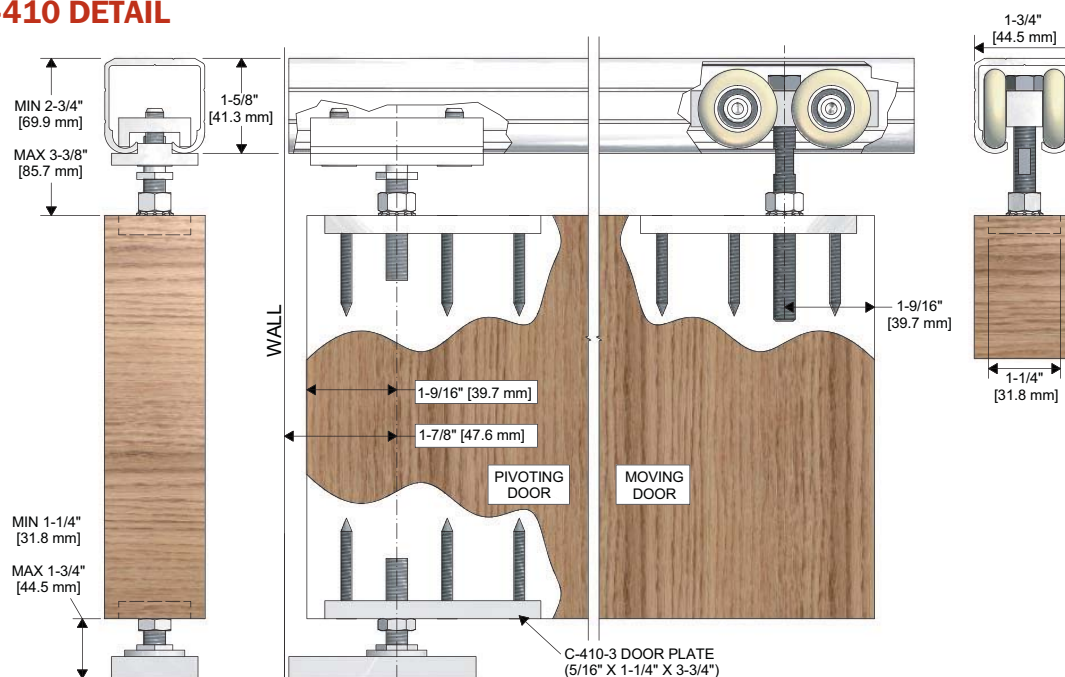 -410 DETAIL
1-3/4"
[44.5 mm]
MIN 2-3/4"
[69.9 mm]
MAX 3-3/8"
[85.7 mm]
1-5/8"
[41.3 mm]
WALL
1-9/16"
[39.7 mm]
1-9/16" [39.7 mm]
1-7/8" [47.6 mm]
1-1/4"
[31.8 mm]
PIVOTING
DOOR
MOVING
DOOR
MIN 1-1/4"
[31.8 mm]
MAX 1-3/4"
[44.5 mm]
C-410-3 DOOR PLATE
(5/16" X 1-1/4" X 3-3/4")